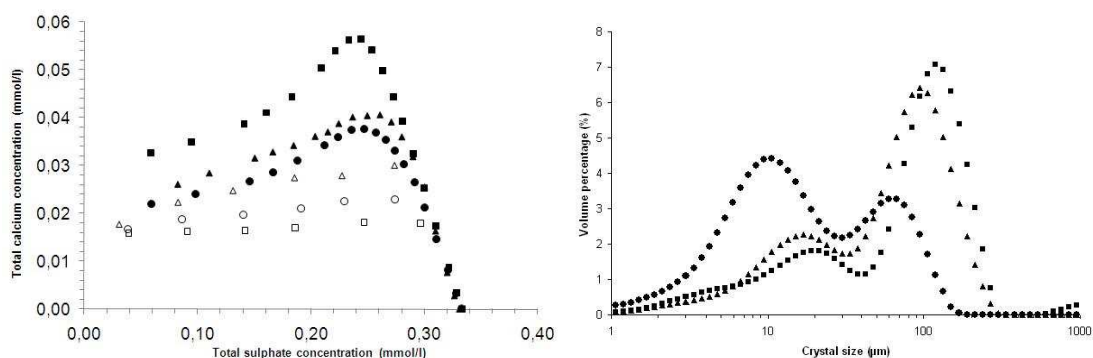 0,06
0,05
0,04
0,03
0,02
0,01
0,00
Total calcium concentration (mmol/l)
0,00 0,10 0,20 0,30 0,40
Total sulphate concentration (mmol/l)
8
7
6
5
4
3
2
1
0
Volume percentage (%)
1 10 100 1000
Crystal size (µm)